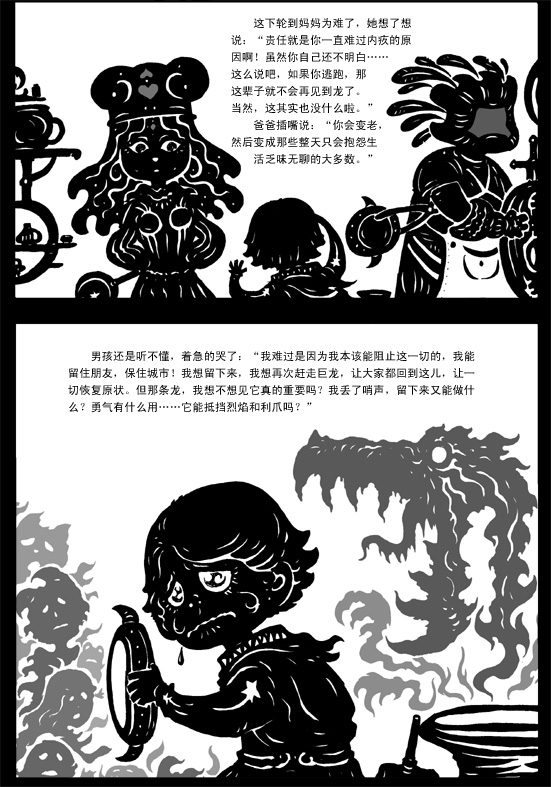 这下轮到妈妈为难了，她想了想
说：“责任就是你一直难过内疚的原
因啊！虽然你自己还不明白……
这么说吧，如果你逃跑，那
这辈子就不会再见到龙了。
当然，这其实也没什么啦。”
爸爸插嘴说：“你会变老，
然后变成那些整天只会抱怨生
活乏味无聊的大多数。”
男孩还是听不懂，着急的哭了：“我难过是因为我本该能阻止这一切的，我能
留住朋友，保住城市！我想留下来，我想再次赶走巨龙，让大家都回到这儿，让一
切恢复原状。但那条龙，我想不想见它真的重要吗？我丢了哨声，留下来又能做什
么？勇气有什么用……它能抵挡烈焰和利爪吗？”